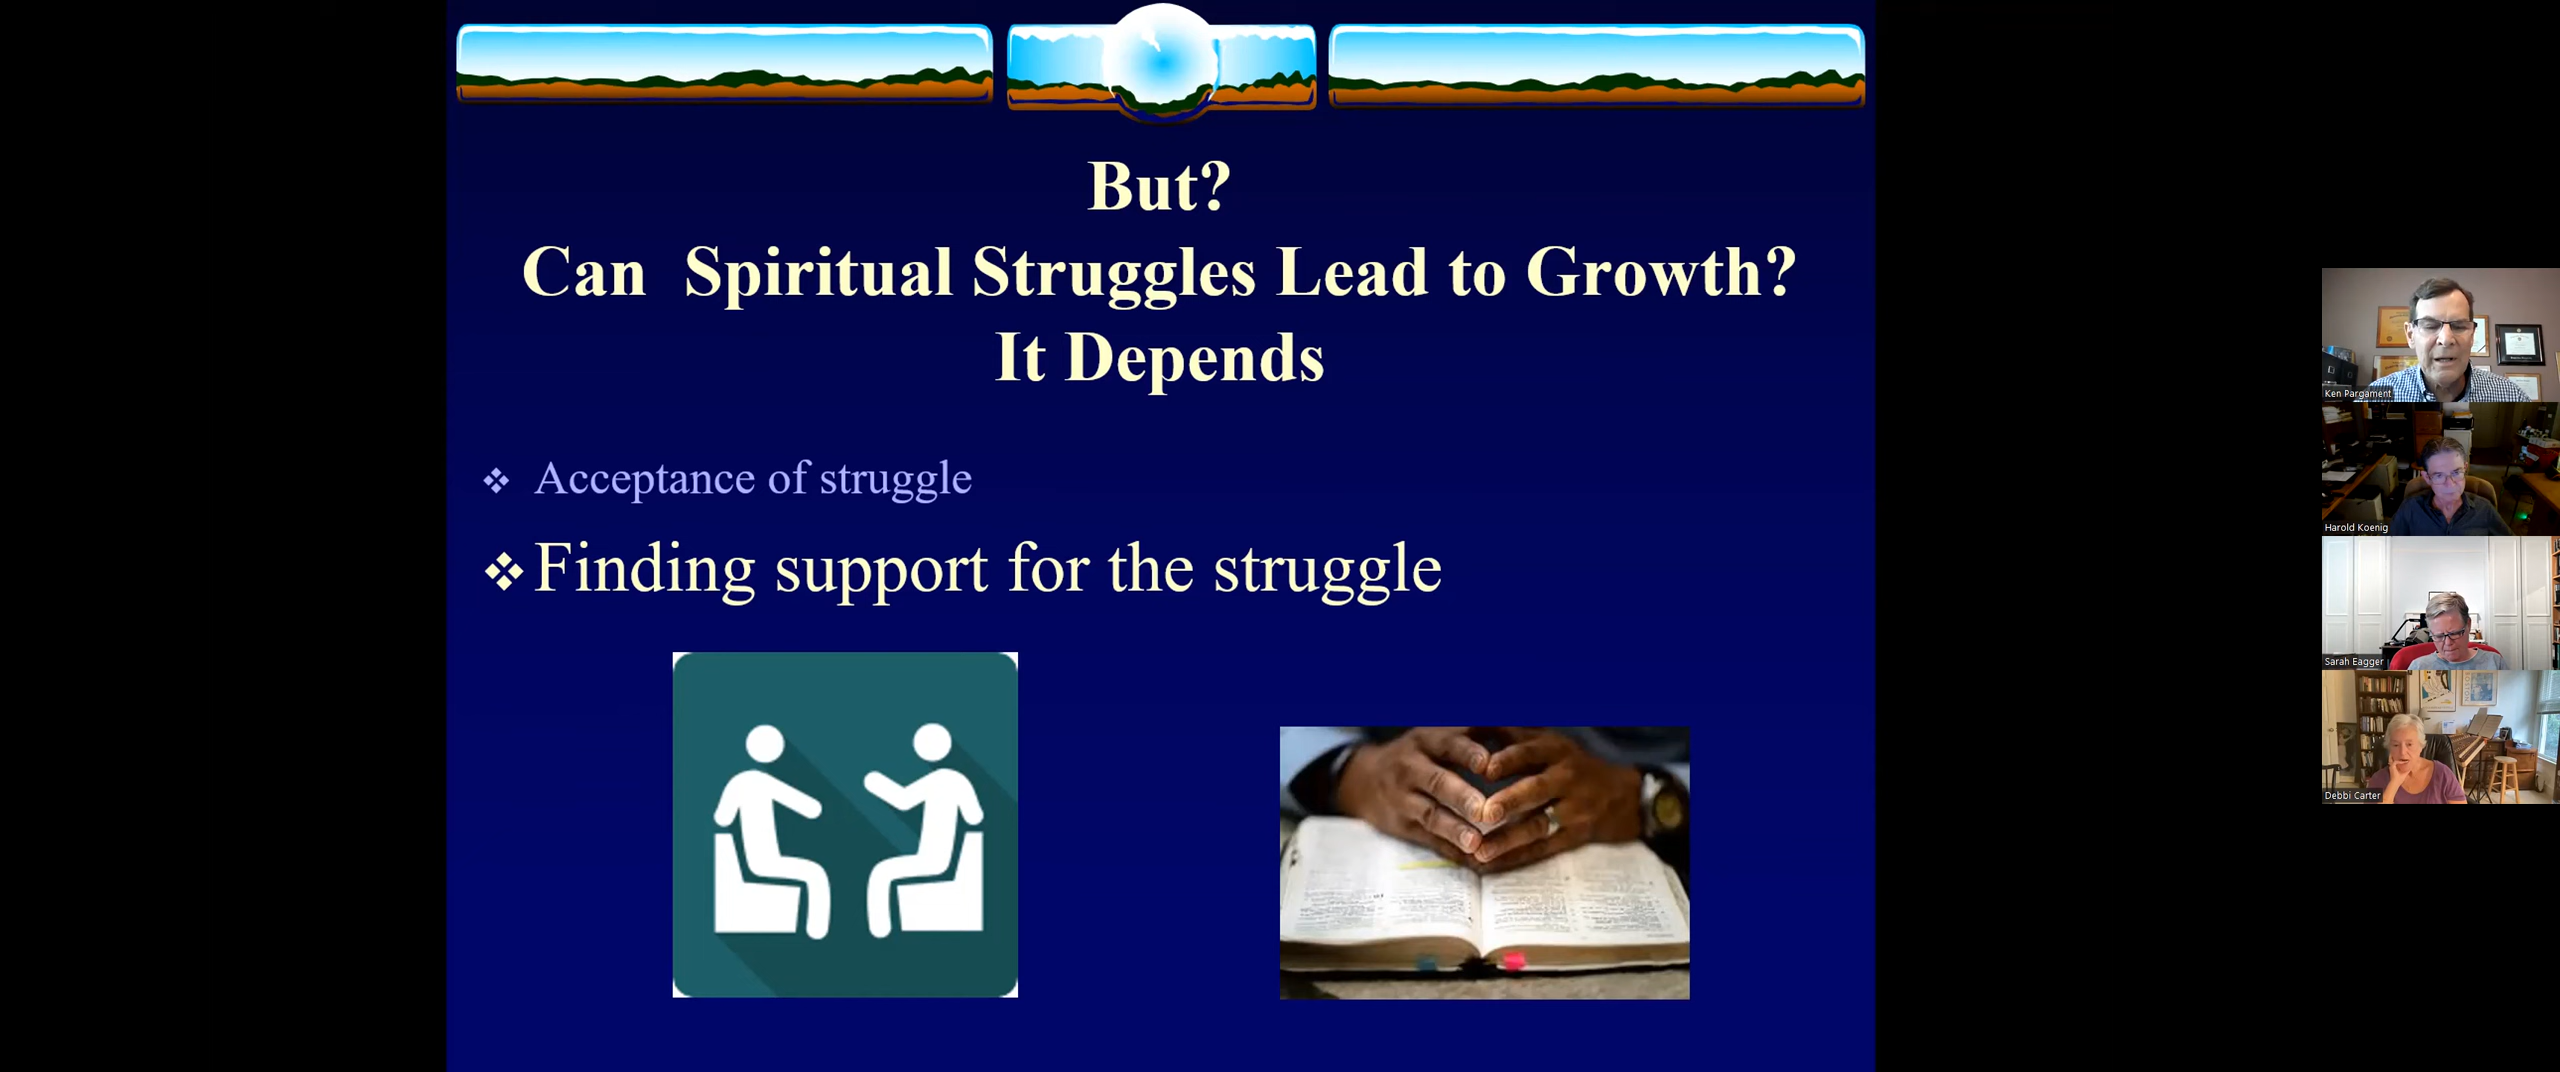 But?
Can Spiritual Struggles Lead to Growth?
It Depends
❖ Acceptance of struggle
❖ Finding support for the struggle
Ken Pargament
Harold Koenig
Sarah Eagger
Debbi Carter